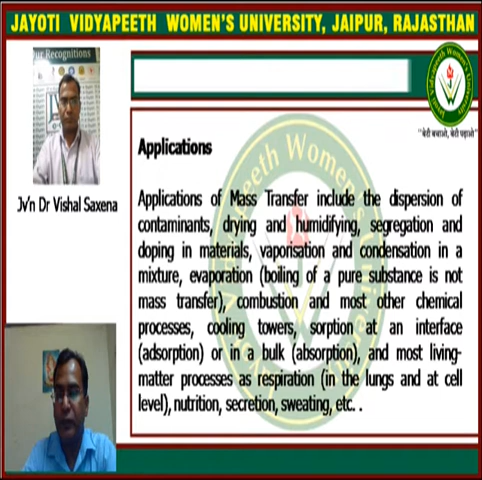 JAYOTI VIDYAPEETH WOMEN'S UNIVERSITY, JAIPUR, RAJASTHAN
Our Recognitions
"बेटी बचाओ, बेटी पढ़ाओ"
Jv'n Dr Vishal Saxena
Applications
Applications of Mass Transfer include the dispersion of
contaminants, drying and humidifying, segregation and
doping in materials, vaporisation and condensation in a
mixture, evaporation (boiling of a pure substance is not
mass transfer), combustion and most other chemical
processes, cooling towers, sorption at an interface
(adsorption) or in a bulk (absorption), and most living-
matter processes as respiration (in the lungs and at cell
level), nutrition, secretion, sweating, etc. .